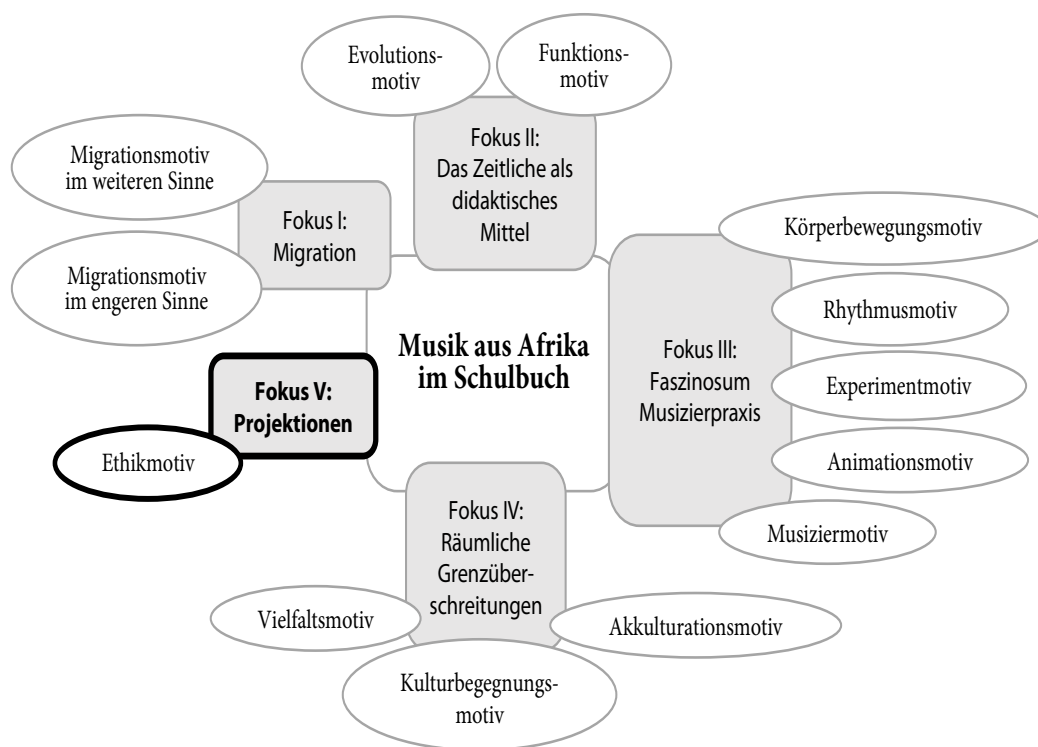 Evolutions-
motiv
Funktions-
motiv
Fokus II:
Das Zeitliche als
didaktisches
Mittel
Migrationsmotiv
im weiteren Sinne
Fokus I:
Migration
Migrationsmotiv
im engeren Sinne
Musik aus Afrika
im Schulbuch
Körperbewegungsmotiv
Rhythmusmotiv
Fokus III:
Faszinosum
Musizierpraxis
Experimentmotiv
Animationsmotiv
Musiziermotiv
Fokus V:
Projektionen
Ethikmotiv
Fokus IV:
Räumliche
Grenzüber-
schreitungen
Vielfaltsmotiv
Akkulturationsmotiv
Kulturbegegnungs-
motiv